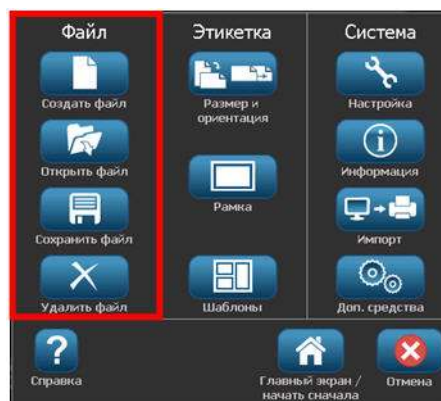 Файл
Создать файл
Открыть файл
Сохранить файл
Удалить файл
Этикетка
Размер и
ориентация
Рамка
Шаблоны
Система
Настройка
Информация
Импорт
Доп. средства
?
Справка
Главный экран /
начать сначала
Отмена